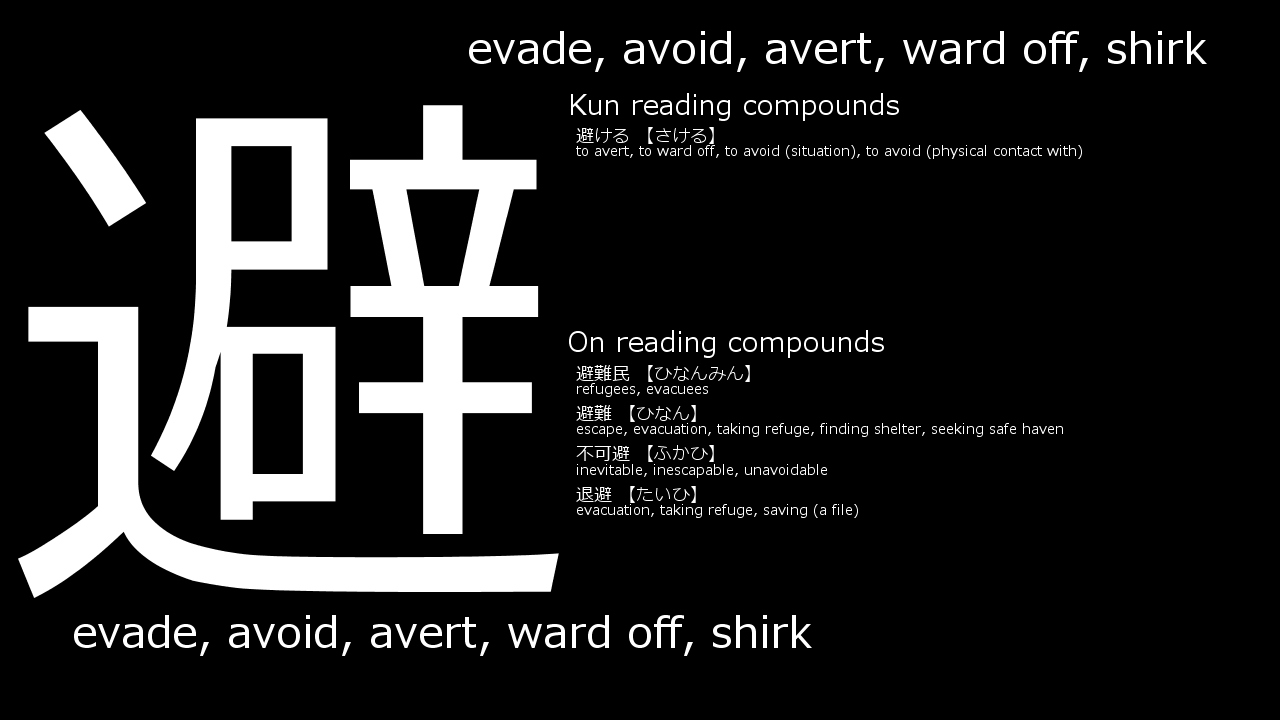 evade, avoid, avert, ward off, shirk
避
Kun reading compounds
避ける 【さける】
to avert, to ward off, to avoid (situation), to avoid (physical contact with)
On reading compounds
避難民 【ひなんみん】
refugees, evacuees
避難 【ひなん】
escape, evacuation, taking refuge, finding shelter, seeking safe haven
不可避 【ふかひ】
inevitable, inescapable, unavoidable
退避 【たいひ】
evacuation, taking refuge, saving (a file)
evade, avoid, avert, ward off, shirk